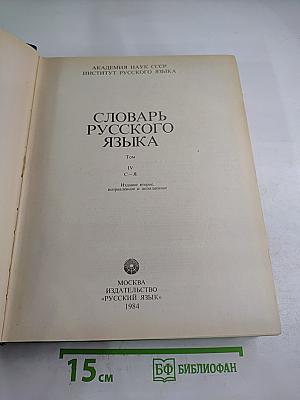 АКАДЕМИЯ НАУК СССР
ИНСТИТУТ РУССКОГО ЯЗЫКА
СЛОВАРЬ
РУССКОГО
ЯЗЫКА
Том
IV
С—Я
Издание второе,
исправленное и дополненное
МОСКВА
ИЗДАТЕЛЬСТВО
«РУССКИЙ ЯЗЫК»
1984
15 см
БФ БИБЛИОФАН